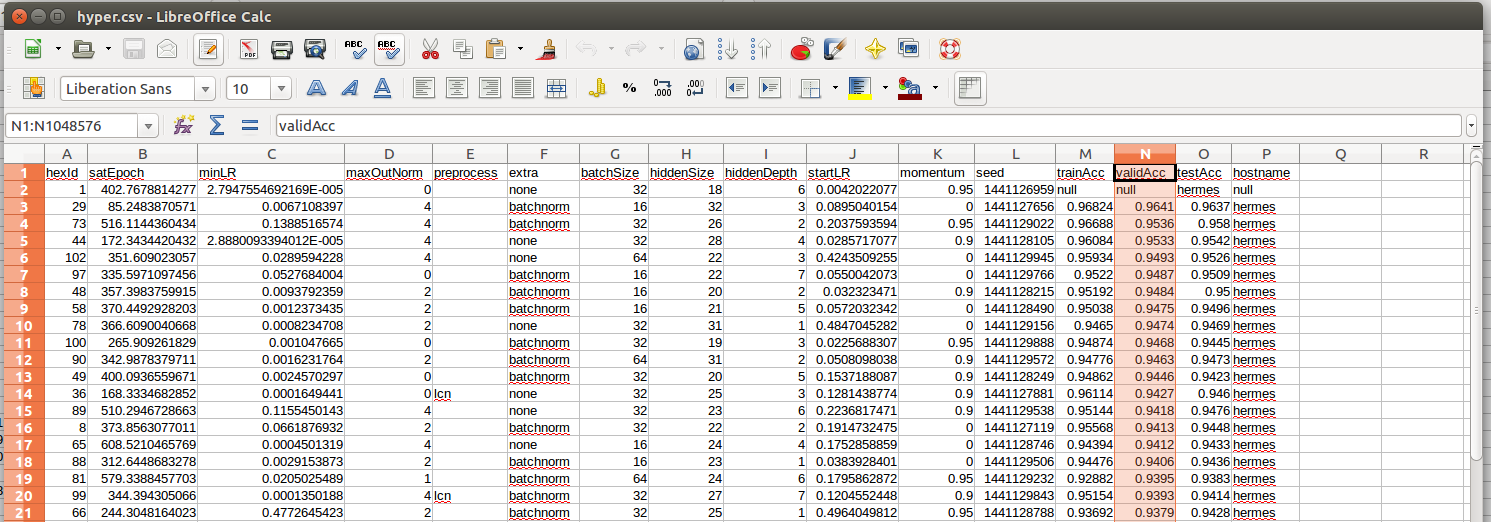 hyper.csv - LibreOffice Calc
PDF ABC ABC
Liberation Sans 10 % .000 .000
N1:N1048576 validAcc
A B C D E F G H I J K L M N O P Q R
1 hexId satEpoch minLR maxOutNorm preprocess extra batchSize hiddenSize hiddenDepth startLR momentum seed trainAcc validAcc testAcc hostname
2 1 402.7678814277 2.7947554692169E-005 0 none 32 18 6 0.0042022077 0.95 1441126959 null null hermes null
3 29 85.2483870571 0.0067108397 4 batchnorm 16 32 3 0.0895040154 0 1441127656 0.96824 0.9641 0.9637 hermes
4 73 516.1144360434 0.1388516574 4 batchnorm 32 26 2 0.2037593594 0.95 1441129022 0.96688 0.9536 0.958 hermes
5 44 172.3434420432 2.8880093394012E-005 4 none 32 28 4 0.0285717077 0.9 1441128105 0.96084 0.9533 0.9542 hermes
6 102 351.609023057 0.0289594228 4 none 64 22 3 0.4243509255 0 1441129945 0.95934 0.9493 0.9526 hermes
7 97 335.5971097456 0.0527684004 0 batchnorm 16 22 7 0.0550042073 0 1441129766 0.9522 0.9487 0.9509 hermes
8 48 357.3983759915 0.0093792359 2 batchnorm 16 20 2 0.032323471 0.9 1441128215 0.95192 0.9484 0.95 hermes
9 58 370.4492928203 0.0012373435 2 batchnorm 16 21 5 0.0572032342 0 1441128490 0.95038 0.9475 0.9496 hermes
10 78 366.6090040668 0.0008234708 2 none 32 31 1 0.4847045282 0 1441129156 0.9465 0.9474 0.9469 hermes
11 100 265.909261829 0.001047665 0 batchnorm 32 19 3 0.0225688307 0.95 1441129888 0.94874 0.9468 0.9445 hermes
12 90 342.9878379711 0.0016231764 2 batchnorm 64 31 2 0.0508098038 0.9 1441129572 0.94776 0.9463 0.9473 hermes
13 49 400.0936559671 0.0024570297 0 batchnorm 32 20 5 0.1537188087 0.9 1441128249 0.94862 0.9446 0.9423 hermes
14 36 168.3334682852 0.0001649441 0 lcn none 32 25 3 0.1281438774 0.9 1441127881 0.96114 0.9427 0.946 hermes
15 89 510.2946728663 0.1155450143 4 none 32 23 6 0.2236817471 0.9 1441129538 0.95144 0.9418 0.9476 hermes
16 8 373.8563077011 0.0661876932 2 batchnorm 32 22 2 0.1914732475 0 1441127119 0.95568 0.9413 0.9448 hermes
17 65 608.5210465769 0.0004501319 4 none 16 24 4 0.1752858859 0 1441128746 0.94394 0.9412 0.9433 hermes
18 88 312.6448683278 0.0029153873 2 batchnorm 16 23 1 0.0383928401 0 1441129506 0.94476 0.9406 0.9436 hermes
19 81 579.3388457703 0.0205025489 1 batchnorm 64 24 6 0.1795862872 0.95 1441129232 0.92882 0.9395 0.9383 hermes
20 99 344.394305066 0.0001350188 4 lcn batchnorm 32 27 7 0.1204552448 0.9 1441129843 0.95154 0.9393 0.9414 hermes
21 66 244.3048164023 0.4772645423 2 batchnorm 32 25 1 0.4964049812 0.95 1441128788 0.93692 0.9379 0.9428 hermes